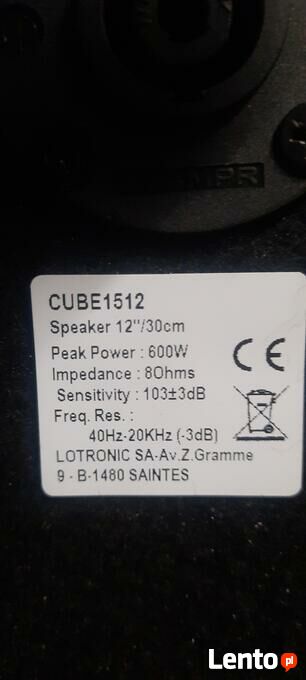 MPR
CUBE1512
Speaker 12"/30cm
Peak Power : 600W
Impedance : 8Ohms
Sensitivity : 103±3dB
Freq. Res. :
40Hz-20KHz (-3dB)
LOTRONIC SA-Av.Z.Gramme
9 - B-1480 SAINTES
CE
Lento.pl